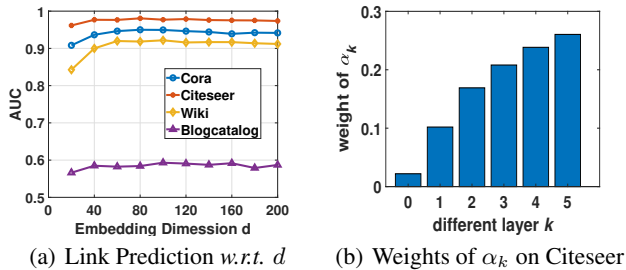 1
0.9
0.8
0.7
0.6
0.5
AUC
Cora
Citeseer
Wiki
Blogcatalog
0 40 80 120 160 200
Embedding Dimession d
(a) Link Prediction w.r.t. d
0.3
0.2
0.1
0
weight of αk
0 1 2 3 4 5
different layer k
(b) Weights of αk on Citeseer